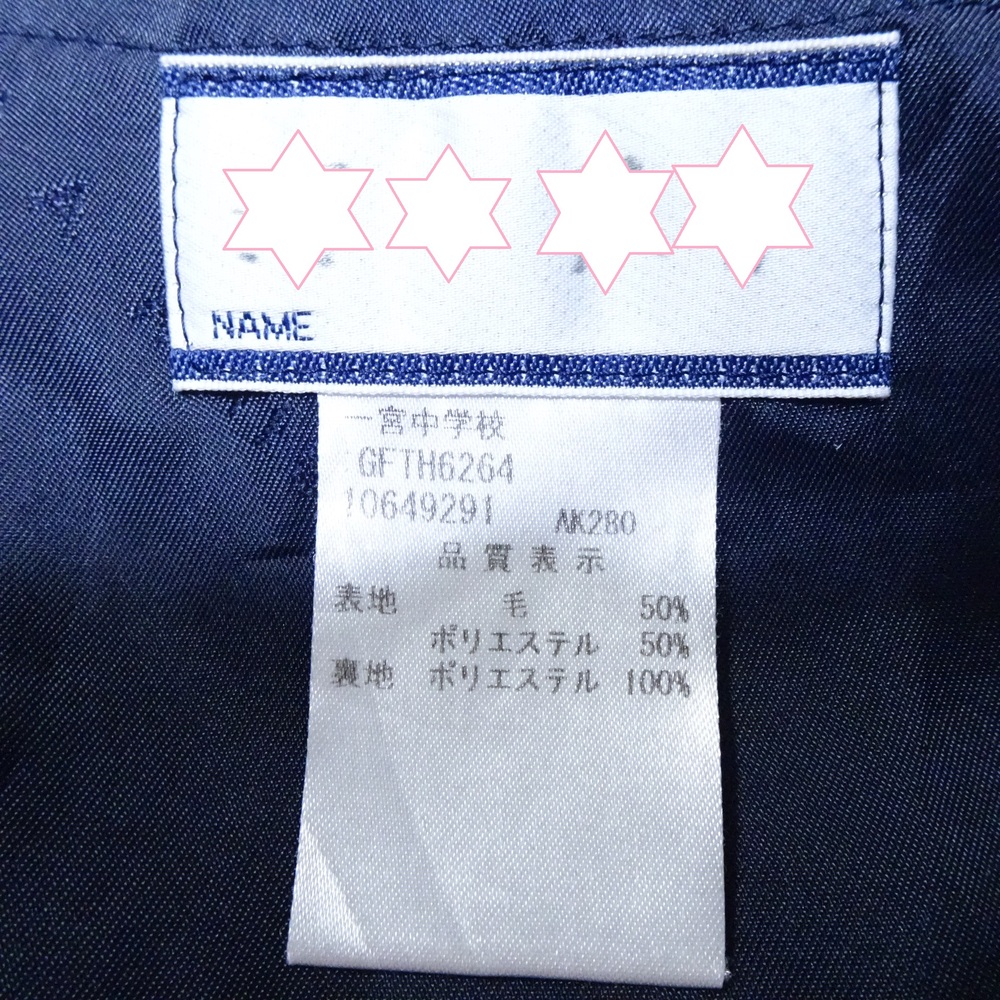 NAME
一宮中学校
GFTH6264
10649291 AK280
品質表示
表地 毛 50%
ポリエステル 50%
裏地 ポリエステル 100%